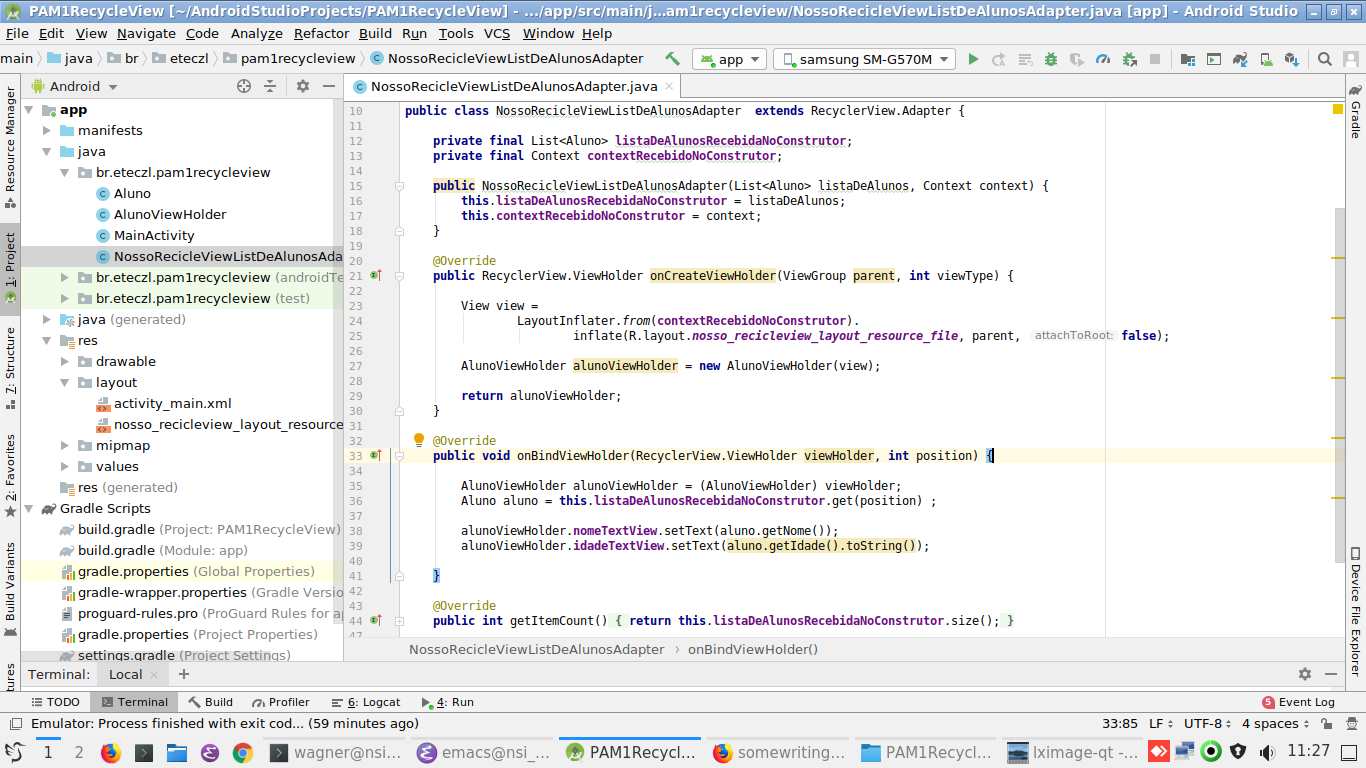 PAM1RecycleView [~/AndroidStudioProjects/PAM1RecycleView] - .../app/src/main/j...am1recycleview/NossoRecicleViewListDeAlunosAdapter.java [app] - Android Studio
File Edit View Navigate Code Analyze Refactor Build Run Tools VCS Window Help
main java br eteczl pam1recycleview NossoRecicleViewListDeAlunosAdapter app samsung SM-G570M
Android
NossoRecicleViewListDeAlunosAdapter.java
Resource Manager
1: Project
7: Structure
2: Favorites
Build Variants
tures
app
manifests
java
br.eteczl.pam1recycleview
Aluno
AlunoViewHolder
MainActivity
NossoRecicleViewListDeAlunosAda
br.eteczl.pam1recycleview (androidTe
br.eteczl.pam1recycleview (test)
java (generated)
res
drawable
layout
activity_main.xml
nosso_recicleview_layout_resource
mipmap
values
res (generated)
Gradle Scripts
build.gradle (Project: PAM1RecycleView)
build.gradle (Module: app)
gradle.properties (Global Properties)
gradle-wrapper.properties (Gradle Versio
proguard-rules.pro (ProGuard Rules for ap
gradle.properties (Project Properties)
settings.gradle (Project Settings)
10 public class NossoRecicleViewListDeAlunosAdapter  extends RecyclerView.Adapter {
11
12 private final List<Aluno> listaDeAlunosRecebidaNoConstrutor;
13 private final Context contextRecebidoNoConstrutor;
14
15 public NossoRecicleViewListDeAlunosAdapter(List<Aluno> listaDeAlunos, Context context) {
16 this.listaDeAlunosRecebidaNoConstrutor = listaDeAlunos;
17 this.contextRecebidoNoConstrutor = context;
18 }
19
20 @Override
21 public RecyclerView.ViewHolder onCreateViewHolder(ViewGroup parent, int viewType) {
22
23 View view =
24 LayoutInflater.from(contextRecebidoNoConstrutor).
25 inflate(R.layout.nosso_recicleview_layout_resource_file, parent, attachToRoot: false);
26
27 AlunoViewHolder alunoViewHolder = new AlunoViewHolder(view);
28
29 return alunoViewHolder;
30 }
31
32 @Override
33 public void onBindViewHolder(RecyclerView.ViewHolder viewHolder, int position) {
34
35 AlunoViewHolder alunoViewHolder = (AlunoViewHolder) viewHolder;
36 Aluno aluno = this.listaDeAlunosRecebidaNoConstrutor.get(position) ;
37
38 alunoViewHolder.nomeTextView.setText(aluno.getNome());
39 alunoViewHolder.idadeTextView.setText(aluno.getIdade().toString());
40
41 }
42
43 @Override
44 public int getItemCount() { return this.listaDeAlunosRecebidaNoConstrutor.size(); }
47
NossoRecicleViewListDeAlunosAdapter › onBindViewHolder()
Gradle
Device File Explorer
Terminal: Local
TODO Terminal Build Profiler 6: Logcat 4: Run 5 Event Log
Emulator: Process finished with exit cod... (59 minutes ago) 33:85 LF UTF-8 4 spaces
1 2 wagner@nsi... emacs@nsi_... PAM1Recycl... somewriting... PAM1Recycl... lximage-qt -... 11:27